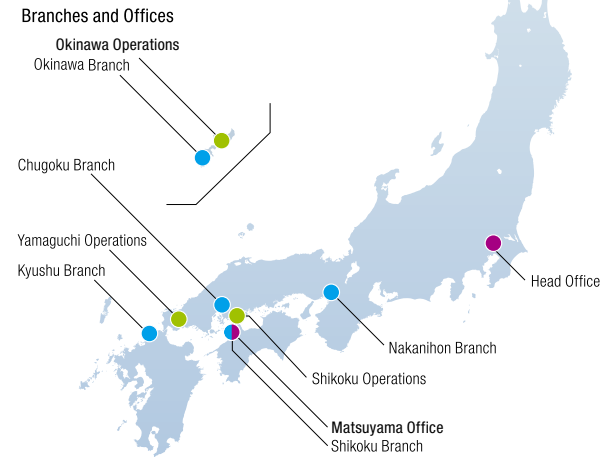 Branches and Offices
Okinawa Operations
Okinawa Branch
Chugoku Branch
Yamaguchi Operations
Kyushu Branch
Head Office
Nakanihon Branch
Shikoku Operations
Matsuyama Office
Shikoku Branch